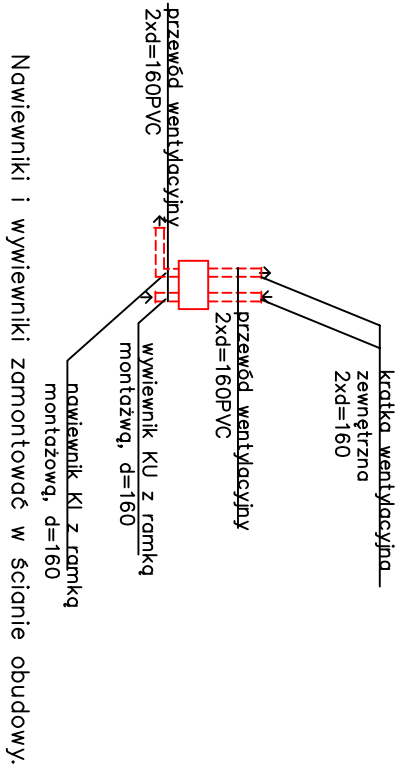 kratka wentylacyjna
zewnętrzna
2xd=160
przewód wentylacyjny
2xd=160PVC
przewód wentylacyjny
2xd=160PVC
wywiewnik KU z ramką
montażwą, d=160
nawiewnik KI z ramką
montażową, d=160
Nawiewniki i wywiewniki zamontować w ścianie obudowy.